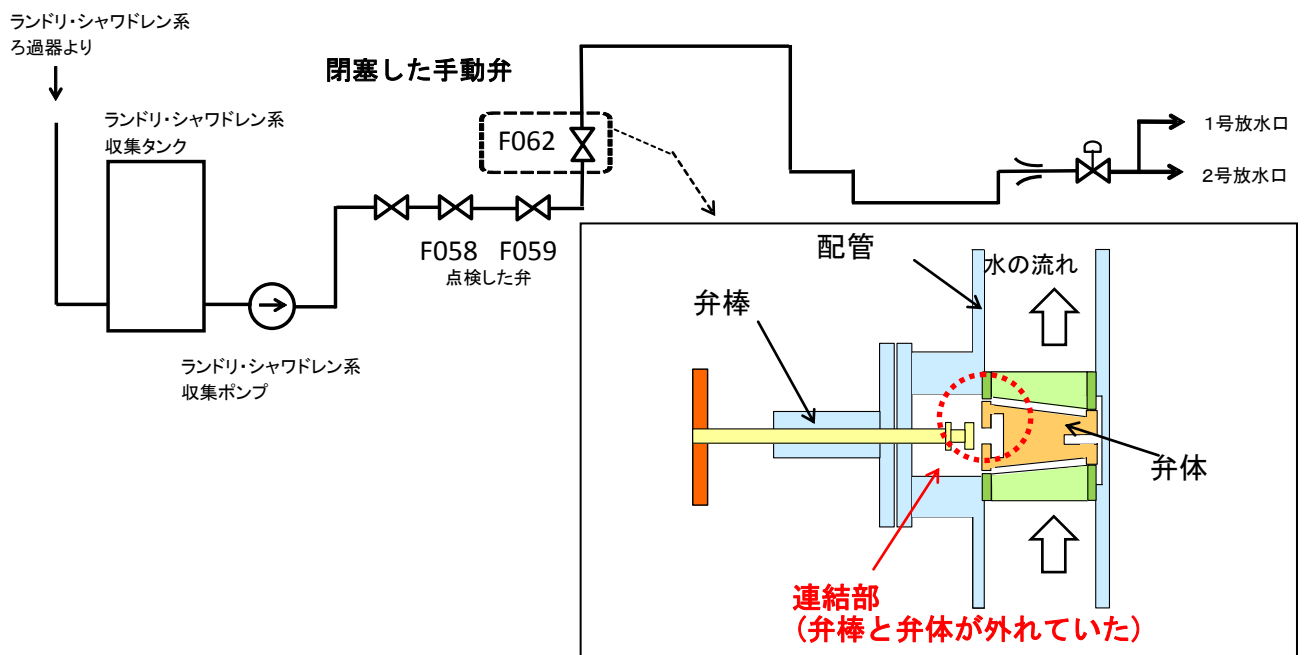 ランドリ・シャワドレン系
ろ過器より
閉塞した手動弁
ランドリ・シャワドレン系
収集タンク
F062
1号放水口
2号放水口
F058
F059
点検した弁
ランドリ・シャワドレン系
収集ポンプ
配管
水の流れ
弁棒
弁体
連結部
(弁棒と弁体が外れていた)